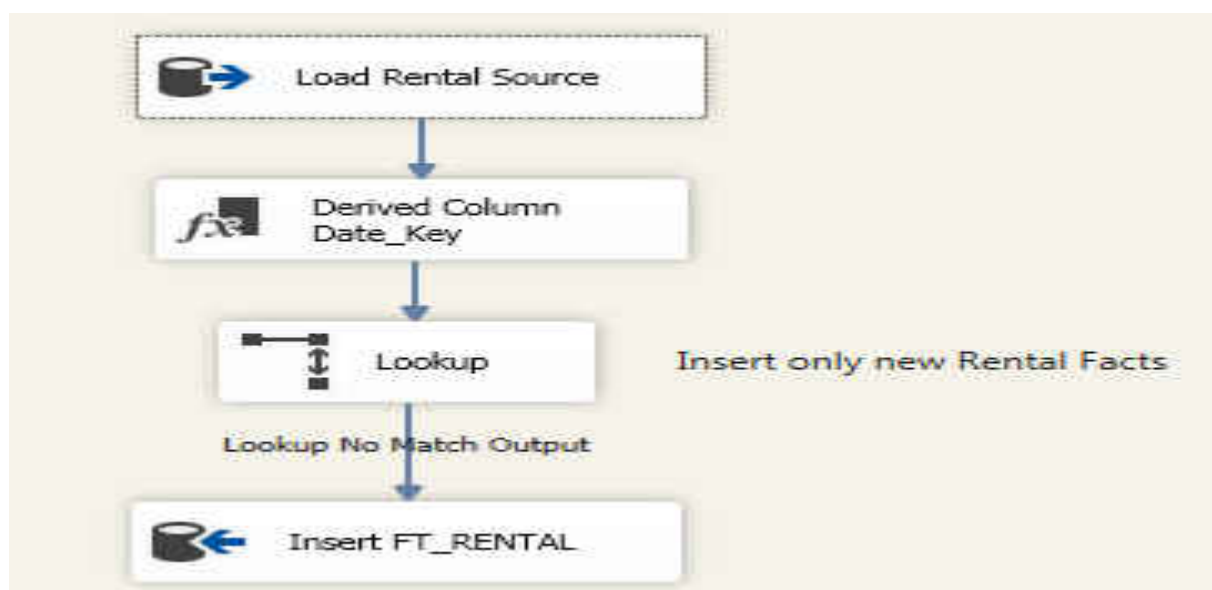 Load Rental Source
Derived Column
Date_Key
Lookup
Insert only new Rental Facts
Lookup No Match Output
Insert FT_RENTAL